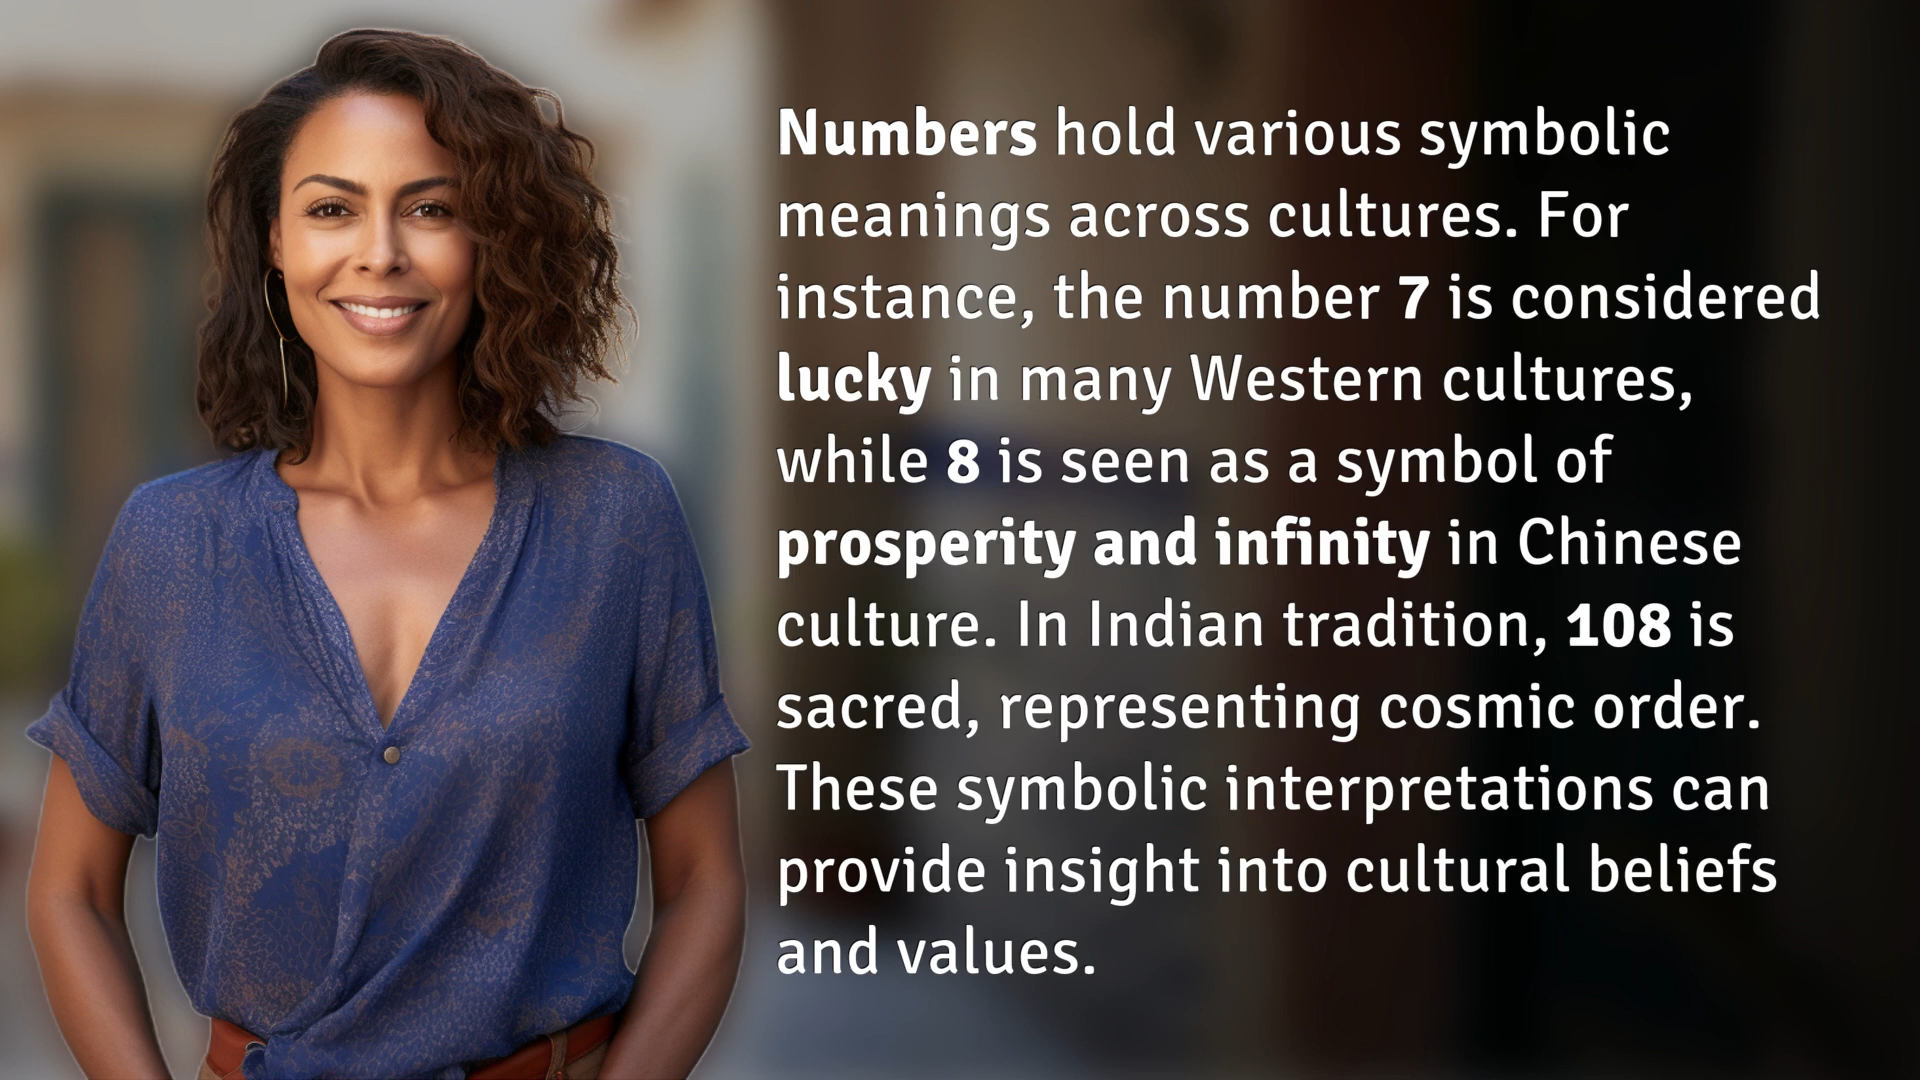 Numbers hold various symbolic
meanings across cultures. For
instance, the number 7 is considered
lucky in many Western cultures,
while 8 is seen as a symbol of
prosperity and infinity in Chinese
culture. In Indian tradition, 108 is
sacred, representing cosmic order.
These symbolic interpretations can
provide insight into cultural beliefs
and values.